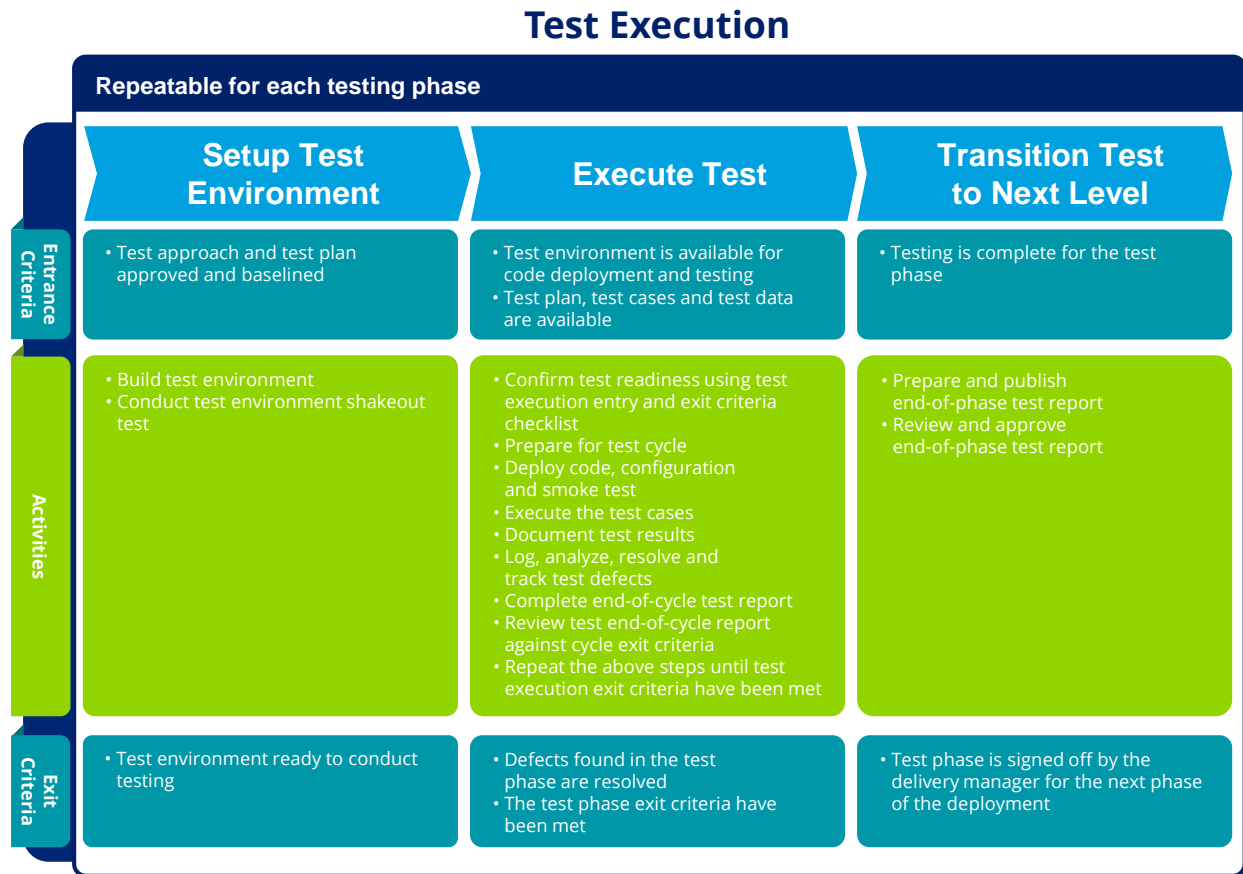 Test Execution
Repeatable for each testing phase
Setup Test
Environment
Execute Test
Transition Test
to Next Level
Entrance
Criteria
• Test approach and test plan
approved and baselined
• Test environment is available for
code deployment and testing
• Test plan, test cases and test data
are available
• Testing is complete for the test
phase
Activities
• Build test environment
• Conduct test environment shakeout
test
• Confirm test readiness using test
execution entry and exit criteria
checklist
• Prepare for test cycle
• Deploy code, configuration
and smoke test
• Execute the test cases
• Document test results
• Log, analyze, resolve and
track test defects
• Complete end-of-cycle test report
• Review test end-of-cycle report
against cycle exit criteria
• Repeat the above steps until test
execution exit criteria have been met
• Prepare and publish
end-of-phase test report
• Review and approve
end-of-phase test report
Exit
Criteria
• Test environment ready to conduct
testing
• Defects found in the test
phase are resolved
• The test phase exit criteria have
been met
• Test phase is signed off by the
delivery manager for the next phase
of the deployment